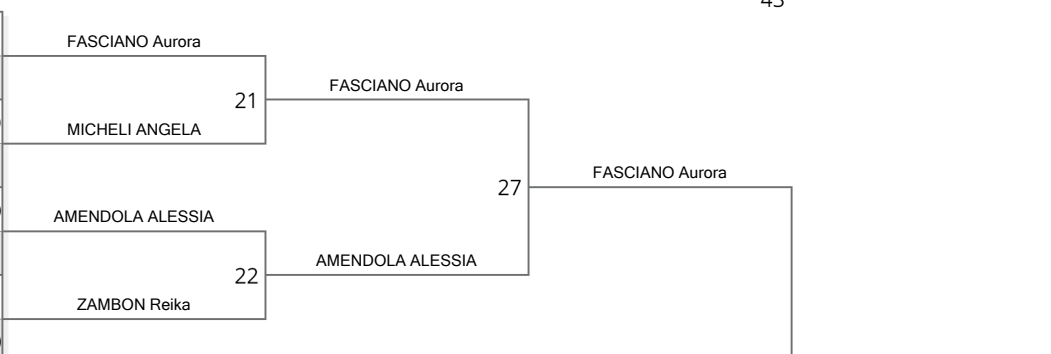 FASCIANO Aurora
21
FASCIANO Aurora
MICHELI ANGELA
27
FASCIANO Aurora
AMENDOLA ALESSIA
22
AMENDOLA ALESSIA
ZAMBON Reika